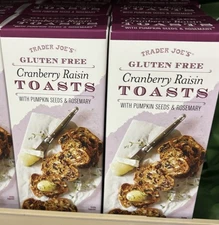 TRADER JOE'S
GLUTEN FREE
Cranberry Raisin
TOASTS
WITH PUMPKIN SEEDS & ROSEMARY
TRADER JOE'S
GLUTEN FREE
Cranberry Raisin
TOASTS
WITH PUMPKIN SEEDS & ROSEMARY